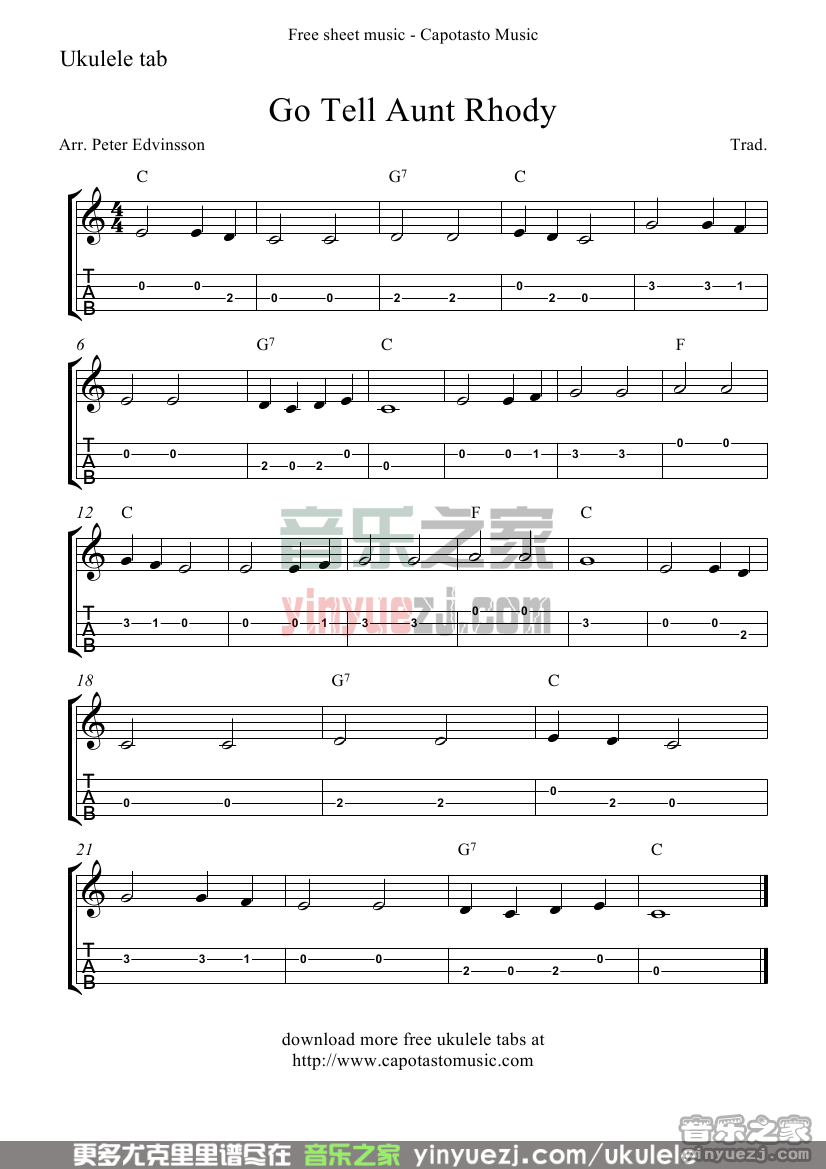 Free sheet music - Capotasto Music
Ukulele tab
Go Tell Aunt Rhody
Arr. Peter Edvinsson Trad.
C G7 C
4
4
T
A
B
0 0 2 0 0 2 2 0 2 0 3 3 1
6 G7 C F
T
A
B
0 0 2 0 2 0 0 0 0 1 3 3 0 0
12 C F C
音乐之家
yinyuezj.com
T
A
B
3 1 0 0 0 1 3 3 0 0 3 0 0 2
18 G7 C
T
A
B
0 0 2 2 0 2 0
21 G7 C
T
A
B
3 3 1 0 0 2 0 2 0 0
download more free ukulele tabs at
http://www.capotastomusic.com
更多尤克里里谱尽在 音乐之家 yinyuezj.com/ukulele
音乐之家
yinyuezj.com